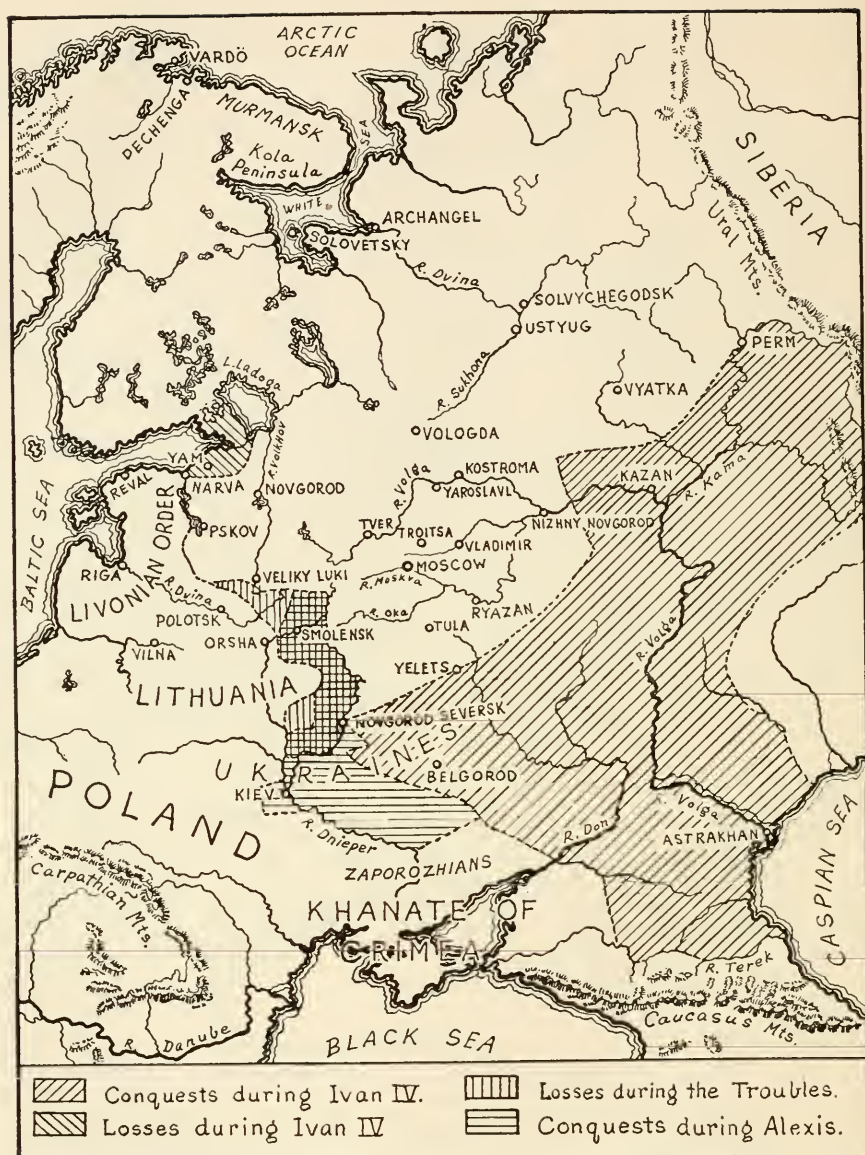 ARCTIC
OCEAN
VARDÖ
DECHENGA
MURMANSK
SEA
Kola
Peninsula
WHITE
SIBERIA
Ural Mts.
ARCHANGEL
SOLOVETSKY
R. Dvina
SOLVYCHEGODSK
USTYUG
PERM
L. Ladoga
R. Sukhona
VYATKA
VOLOGDA
R. Volkhov
YAM
REVAL
NARVA
NOVGOROD
R. Volga
KOSTROMA
YAROSLAVL
KAZAN
R. Kama
BALTIC SEA
PSKOV
TVER
TROITSA
NIZHNY NOVGOROD
VLADIMIR
LIVONIAN ORDER
RIGA
R. Dvina
VELIKY LUKI
MOSCOW
R. Moskva
POLOTSK
R. Oka
RYAZAN
ORSHA
SMOLENSK
TULA
R. Volga
VILNA
YELETS
LITHUANIA
NOVGOROD SEVERSK
UKRAINES
BELGOROD
POLAND
KIEV
Volga
R. Don
ASTRAKHAN
R. Dnieper
ZAPOROZHIANS
CASPIAN SEA
Carpathian Mts.
KHANATE OF
CRIMEA
R. Terek
Caucasus Mts.
R. Danube
BLACK SEA
Conquests during Ivan IV.
Losses during the Troubles.
Losses during Ivan IV
Conquests during Alexis.